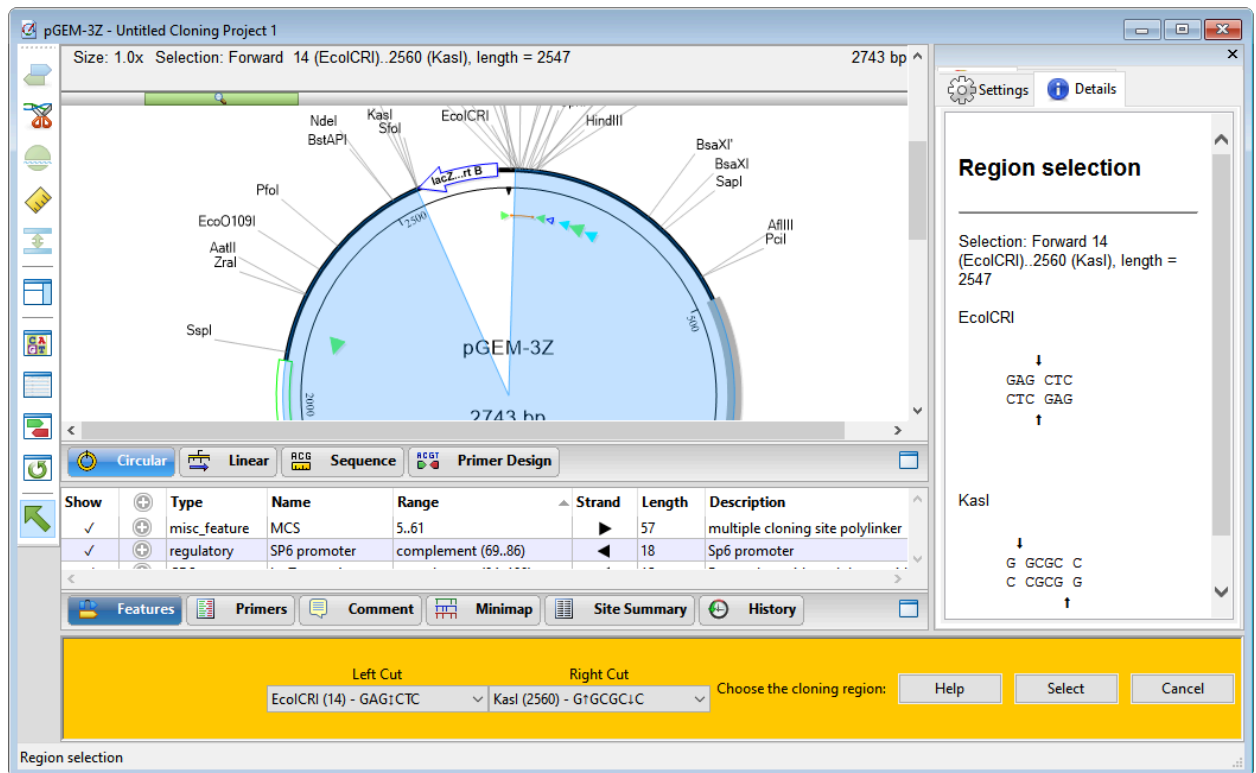 pGEM-3Z - Untitled Cloning Project 1
Size: 1.0x Selection: Forward 14 (EcoICRI)..2560 (KasI), length = 2547
2743 bp
NdeI
BstAPI
KasI
SfoI
EcoICRI
HindIII
BsaXI'
BsaXI
SapI
PfoI
EcoO109I
AatII
ZraI
AflIII
PciI
SspI
lacZ...rt B
2500
500
2000
pGEM-3Z
2743 bp
Circular Linear ACG Sequence ACGT Primer Design
Show Type Name Range Strand Length Description
✓ misc_feature MCS 5..61 ▶ 57 multiple cloning site polylinker
✓ regulatory SP6 promoter complement (69..86) ◀ 18 Sp6 promoter
Features Primers Comment Minimap Site Summary History
Settings Details
Region selection
Selection: Forward 14
(EcoICRI)..2560 (KasI), length =
2547
EcoICRI
↓
GAG CTC
CTC GAG
↑
KasI
↓
G GCGC C
C CGCG G
↑
Left Cut Right Cut
EcoICRI (14) - GAG↕CTC KasI (2560) - G↑GCGC↓C Choose the cloning region: Help Select Cancel
Region selection